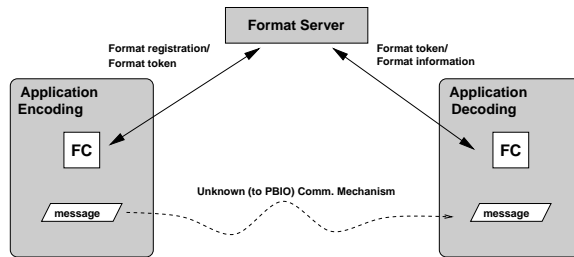 Format Server
Format registration/
Format token
Format token/
Format information
Application
Encoding
FC
message
Unknown (to PBIO) Comm. Mechanism
Application
Decoding
FC
message